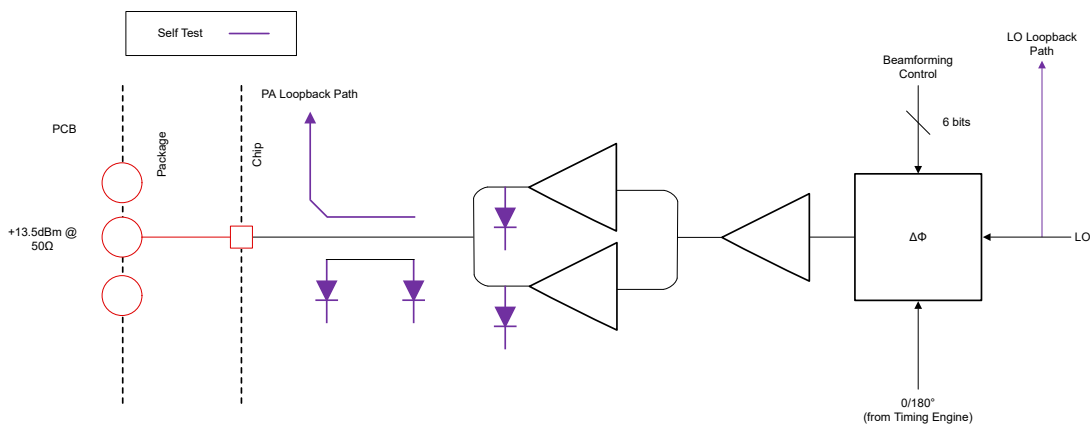 Self Test
LO Loopback
Path
Beamforming
Control
PA Loopback Path
6 bits
PCB
Package
Chip
+13.5dBm @
50Ω
ΔΦ
LO
0/180°
(from Timing Engine)